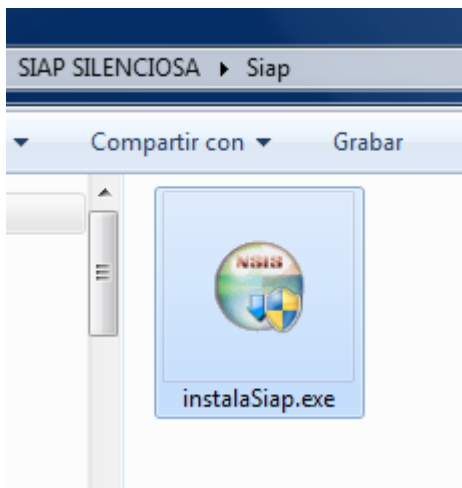 SIAP SILENCIOSA ▸ Siap
Compartir con Grabar
NSIS
instalaSiap.exe